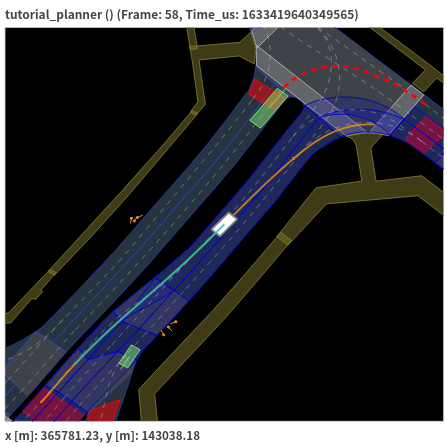 tutorial_planner () (Frame: 58, Time_us: 1633419640349565)
x [m]: 365781.23, y [m]: 143038.18